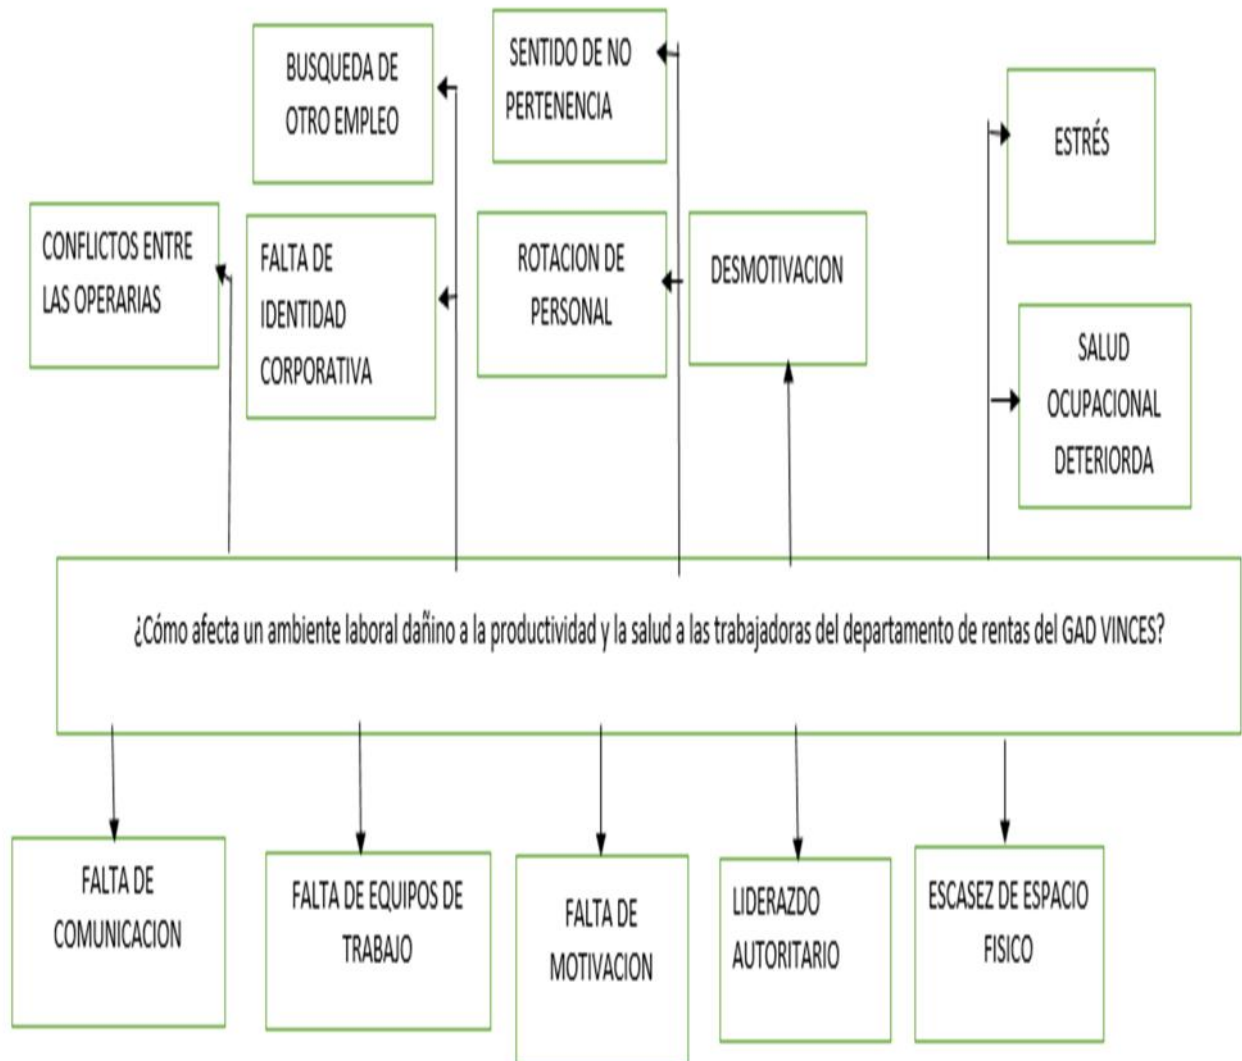 BUSQUEDA DE
OTRO EMPLEO
SENTIDO DE NO
PERTENENCIA
ESTRÉS
CONFLICTOS ENTRE
LAS OPERARIAS
FALTA DE
IDENTIDAD
CORPORATIVA
ROTACION DE
PERSONAL
DESMOTIVACION
SALUD
OCUPACIONAL
DETERIORDA
¿Cómo afecta un ambiente laboral dañino a la productividad y la salud a las trabajadoras del departamento de rentas del GAD VINCES?
FALTA DE
COMUNICACION
FALTA DE EQUIPOS DE
TRABAJO
FALTA DE
MOTIVACION
LIDERAZDO
AUTORITARIO
ESCASEZ DE ESPACIO
FISICO